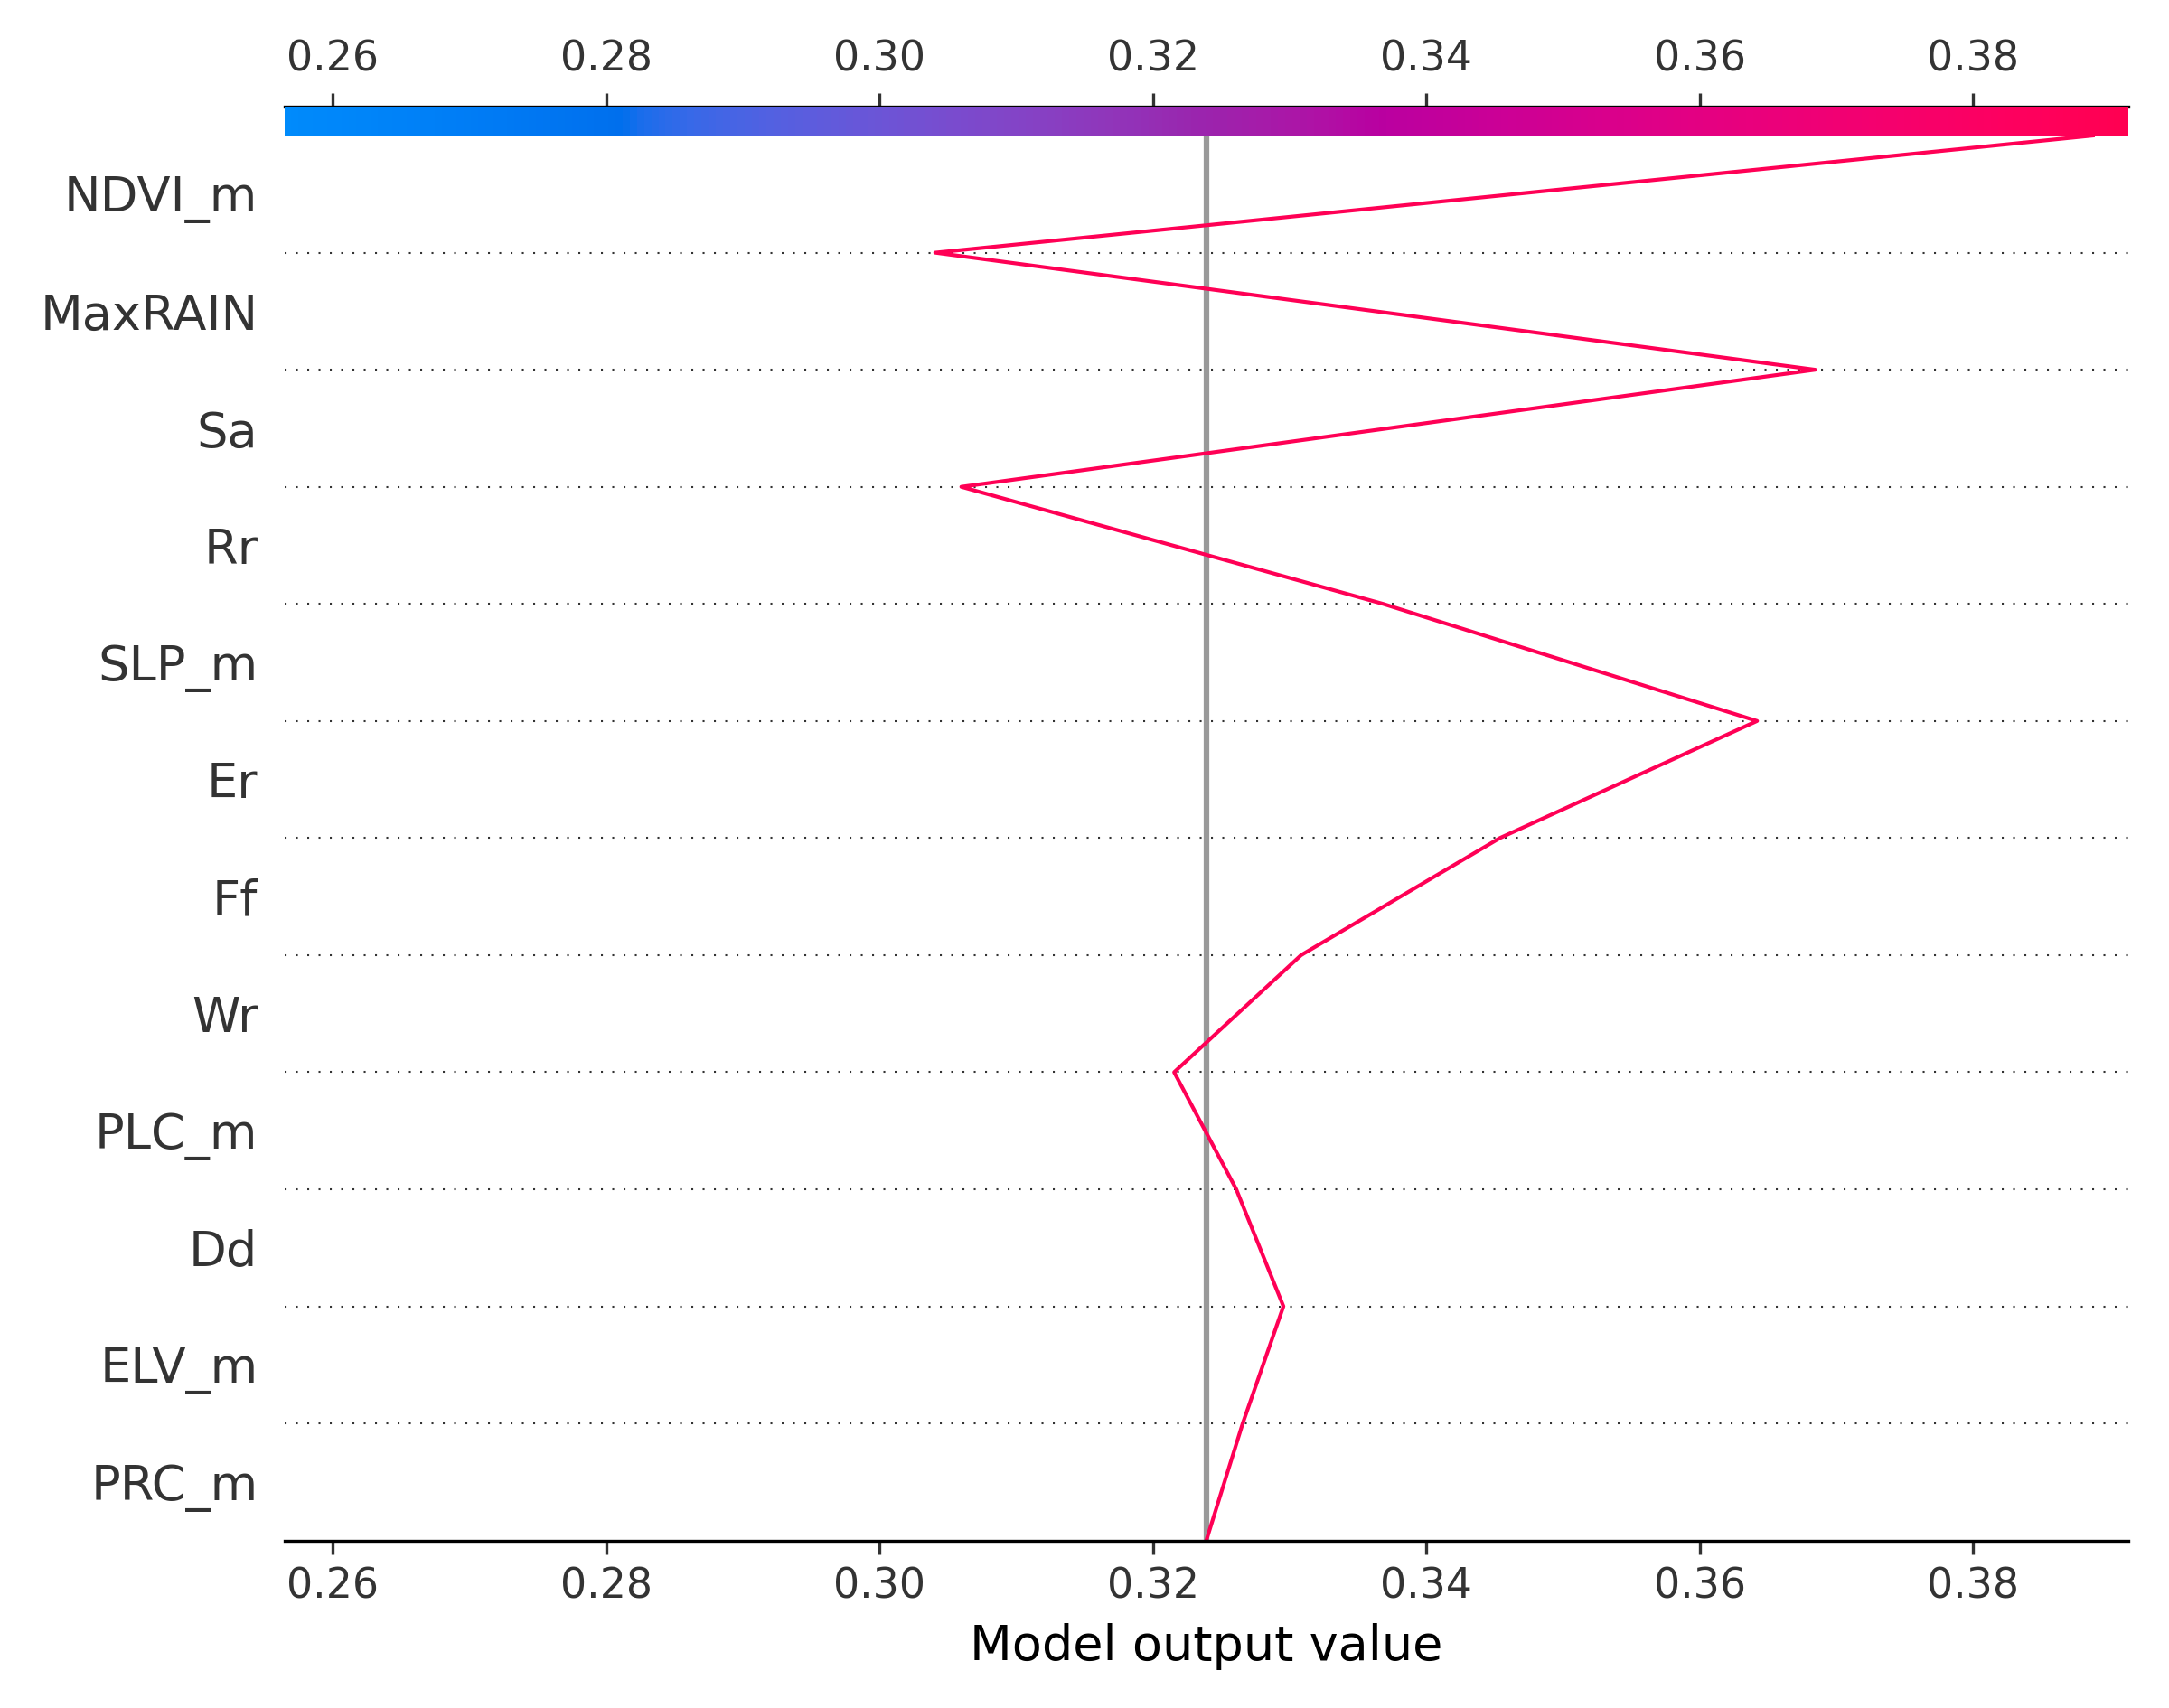 0.26 0.28 0.30 0.32 0.34 0.36 0.38
NDVI_m
MaxRAIN
Sa
Rr
SLP_m
Er
Ff
Wr
PLC_m
Dd
ELV_m
PRC_m
0.26 0.28 0.30 0.32 0.34 0.36 0.38
Model output value